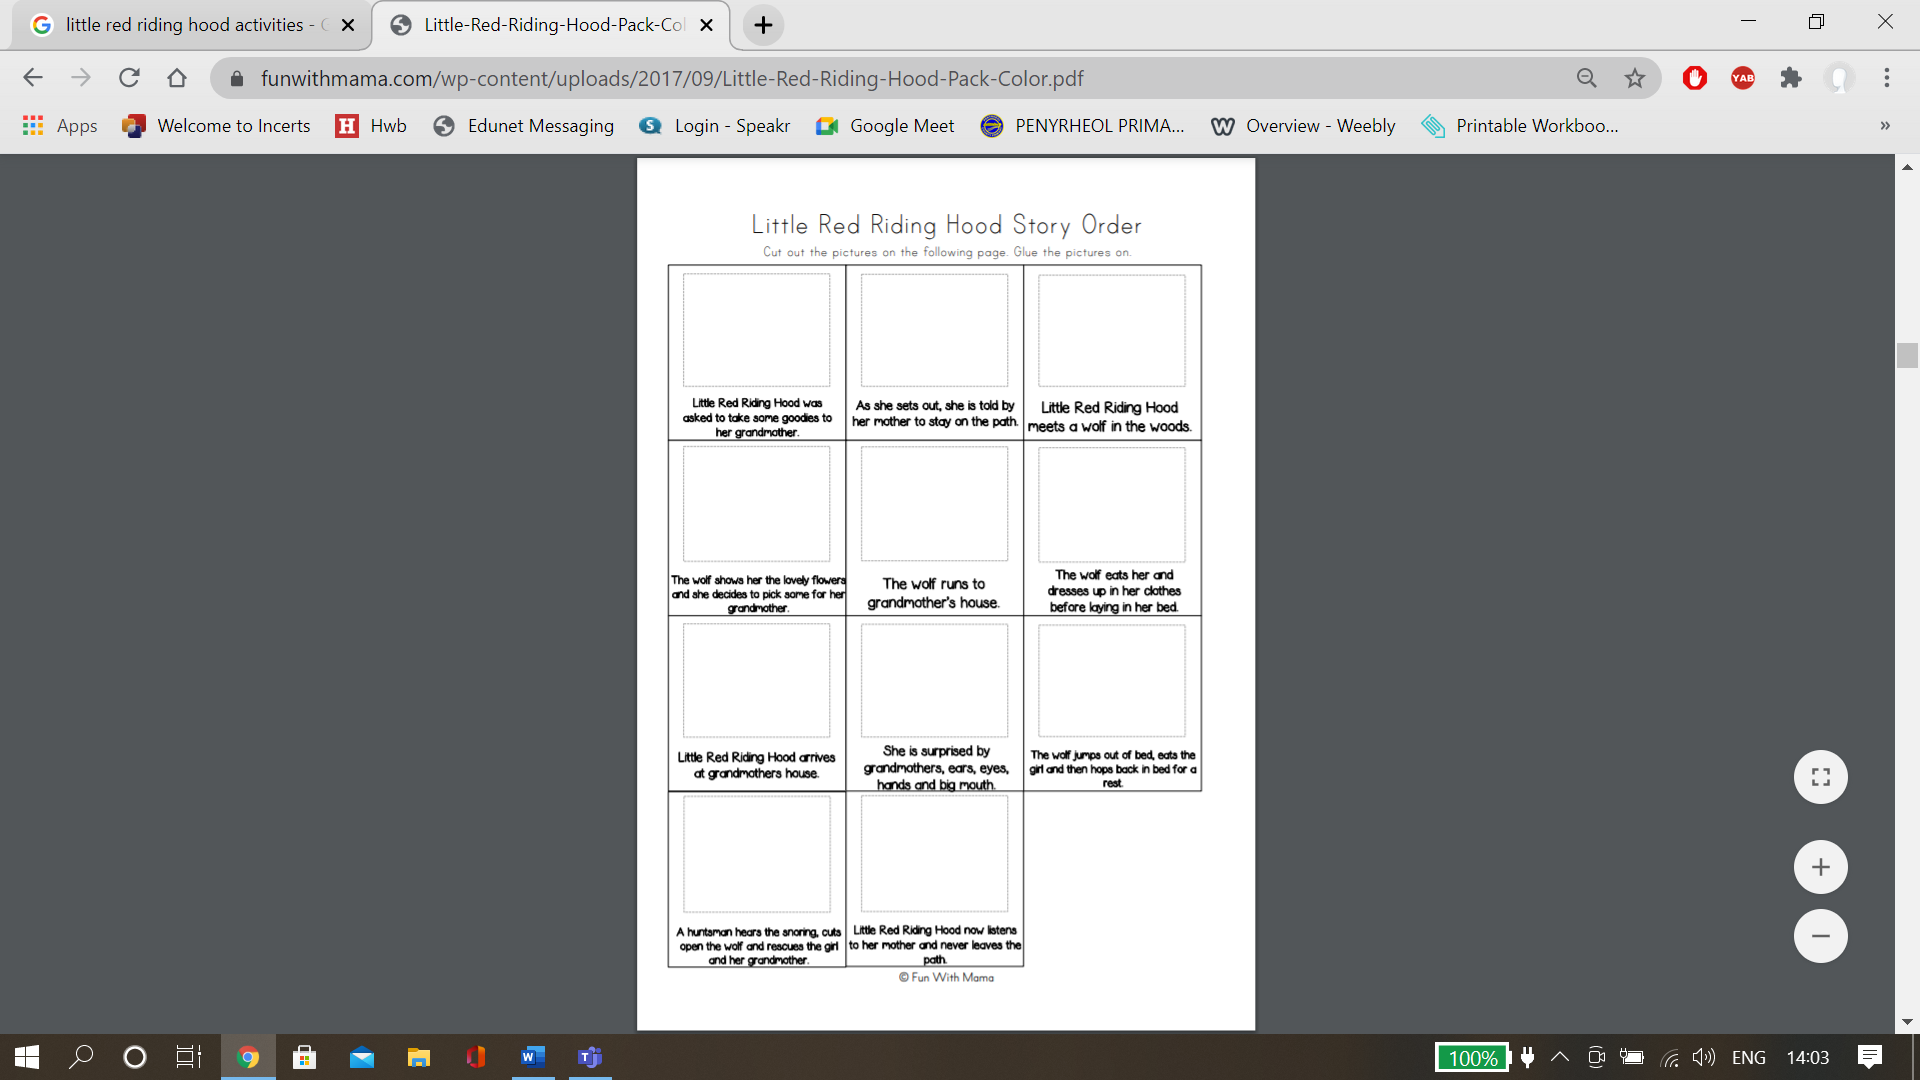 little red riding hood activities -
Little-Red-Riding-Hood-Pack-Col
funwithmama.com/wp-content/uploads/2017/09/Little-Red-Riding-Hood-Pack-Color.pdf
YAB
Apps
Welcome to Incerts
H Hwb
Edunet Messaging
S Login - Speakr
Google Meet
PENYRHEOL PRIMA...
W Overview - Weebly
Printable Workboo...
»
Little Red Riding Hood Story Order
Cut out the pictures on the following page. Glue the pictures on.
Little Red Riding Hood was
asked to take some goodies to
her grandmother.
As she sets out, she is told by
her mother to stay on the path.
Little Red Riding Hood
meets a wolf in the woods.
The wolf shows her the lovely flowers
and she decides to pick some for her
grandmother.
The wolf runs to
grandmother's house.
The wolf eats her and
dresses up in her clothes
before laying in her bed.
Little Red Riding Hood arrives
at grandmothers house.
She is surprised by
grandmothers, ears, eyes,
hands and big mouth.
The wolf jumps out of bed, eats the
girl and then hops back in bed for a
rest.
A huntsman hears the snoring, cuts
open the wolf and rescues the girl
and her grandmother.
Little Red Riding Hood now listens
to her mother and never leaves the
path.
© Fun With Mama
100%
ENG
14:03